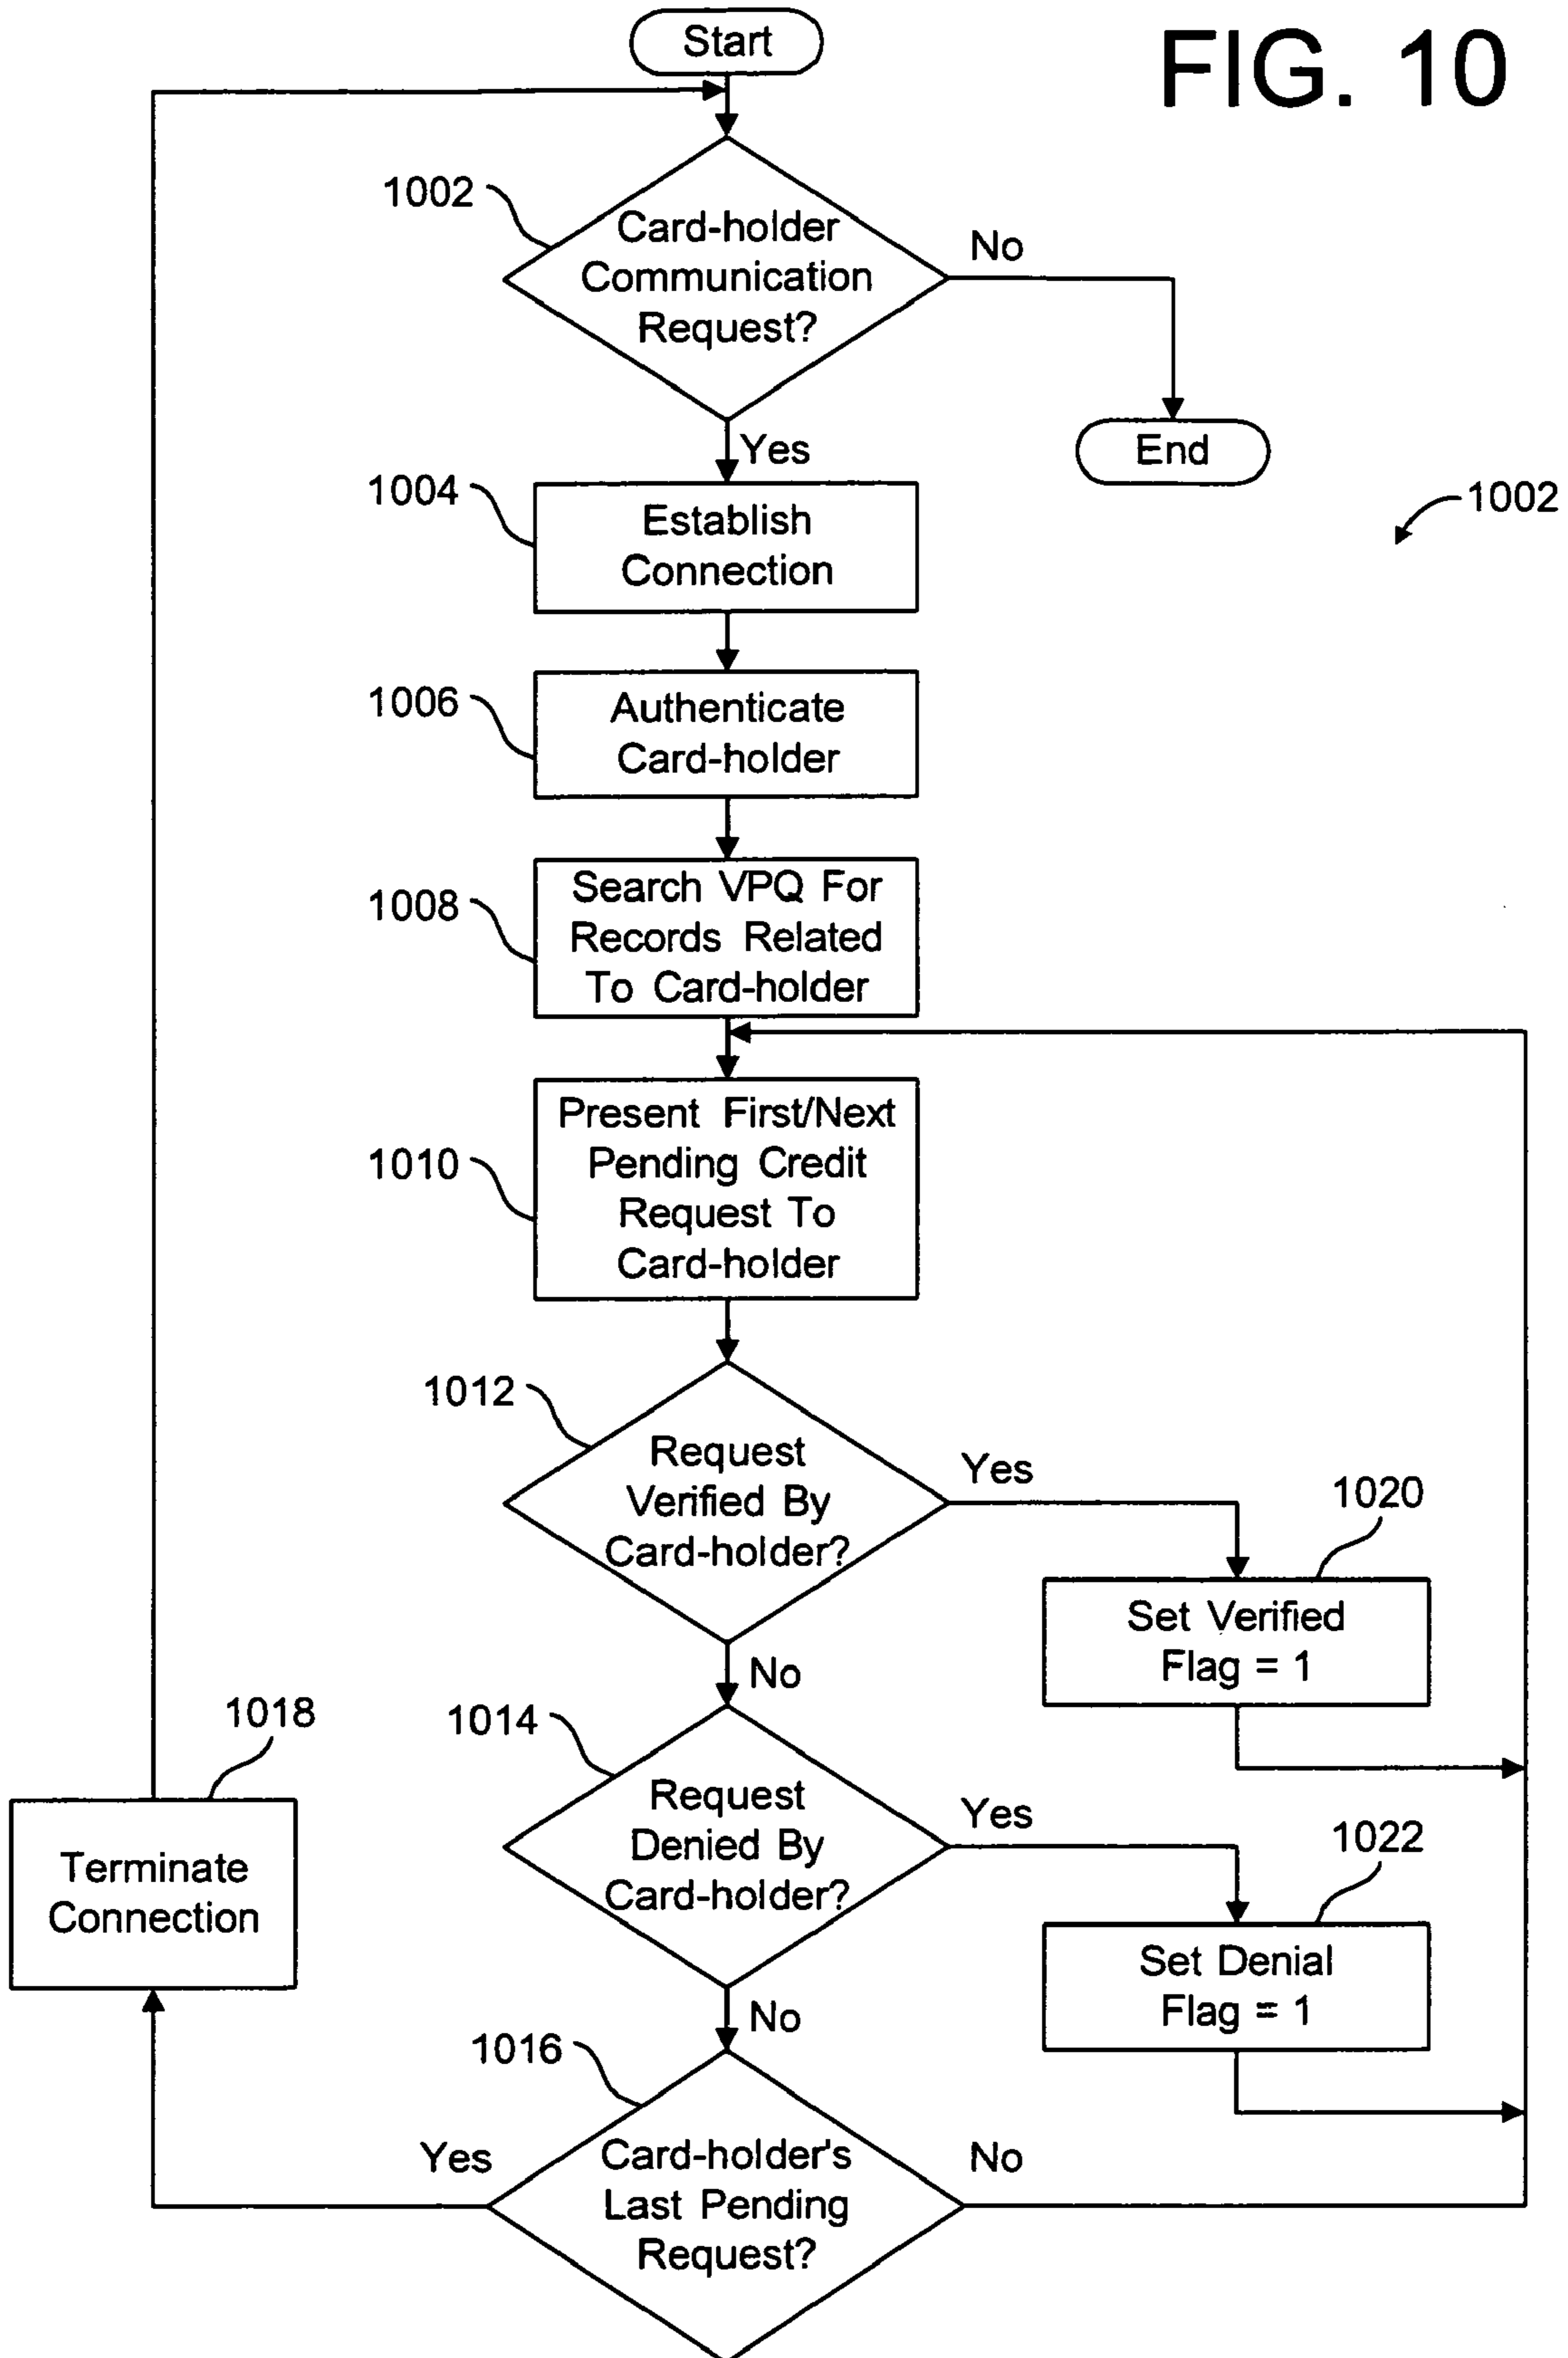 Start
FIG. 10
1002
Card-holder
Communication
Request?
No
End
Yes
1002
1004
Establish
Connection
1006
Authenticate
Card-holder
1008
Search VPQ For
Records Related
To Card-holder
1010
Present First/Next
Pending Credit
Request To
Card-holder
1012
Request
Verified By
Card-holder?
Yes
1020
Set Verified
Flag = 1
No
1014
Request
Denied By
Card-holder?
Yes
1022
Set Denial
Flag = 1
1018
Terminate
Connection
No
1016
Card-holder's
Last Pending
Request?
Yes
No